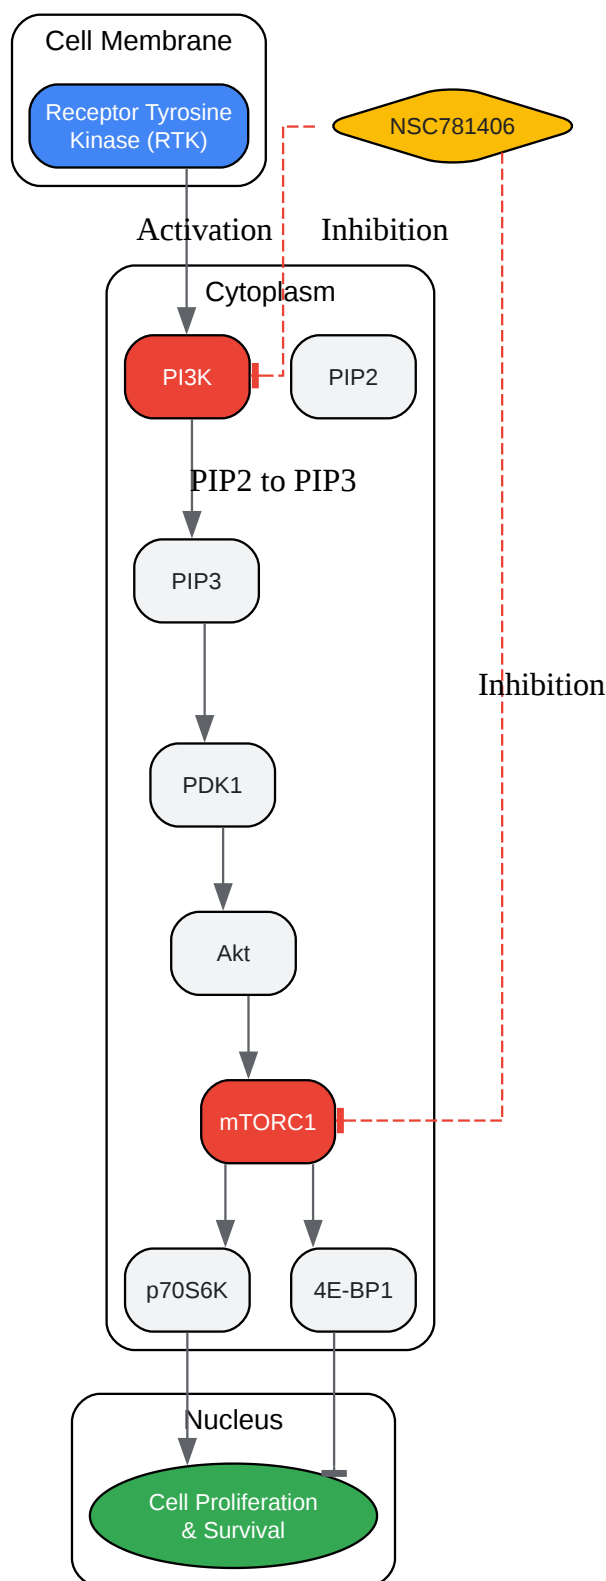 Cell Membrane
Receptor Tyrosine
Kinase (RTK)
NSC781406
Activation
Inhibition
Cytoplasm
PI3K
PIP2
PIP2 to PIP3
PIP3
Inhibition
PDK1
Akt
mTORC1
p70S6K
4E-BP1
Nucleus
Cell Proliferation
& Survival